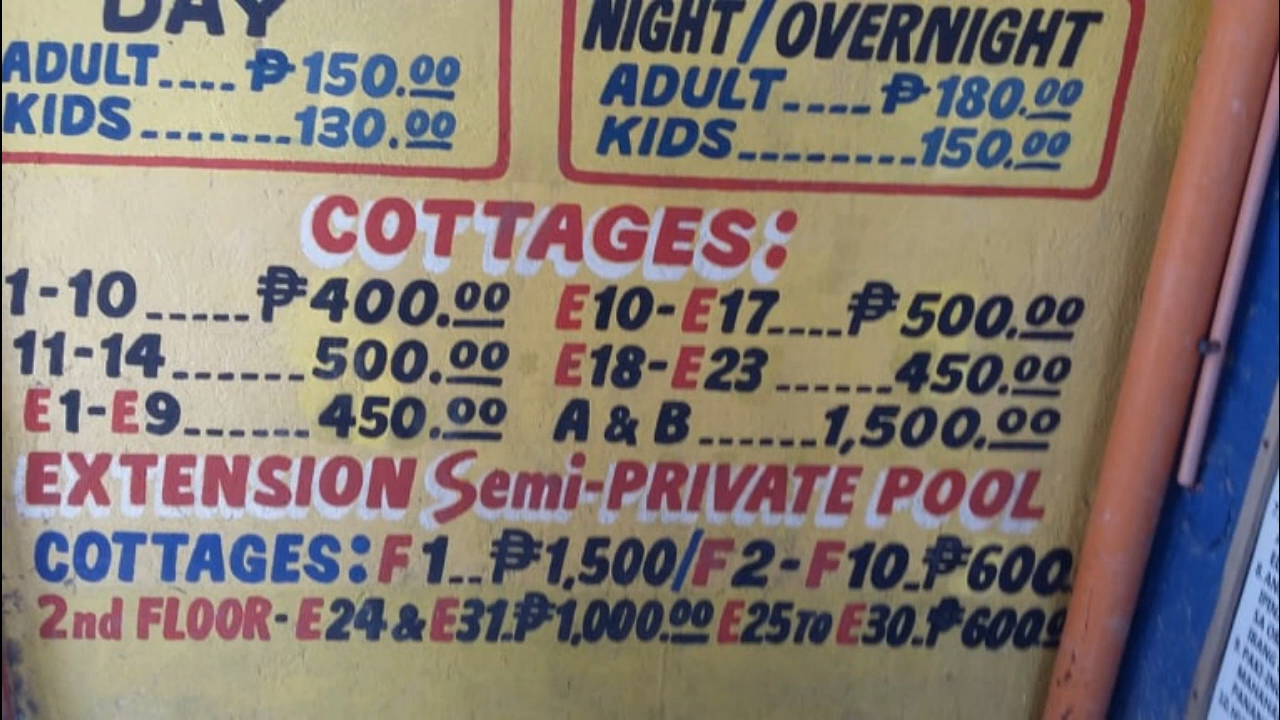 DAY
ADULT.... ₱150.00
KIDS.......130.00
NIGHT/OVERNIGHT
ADULT.... ₱180.00
KIDS.........150.00
COTTAGES:
1-10.....₱400.00
11-14......500.00
E1-E9......450.00
E10-E17....₱500.00
E18-E23......450.00
A & B......1,500.00
EXTENSION Semi-PRIVATE POOL
COTTAGES: F1..₱1,500/F2-F10.₱600
2nd FLOOR-E24 & E31.₱1,000.00 E25 TO E30.₱600.0